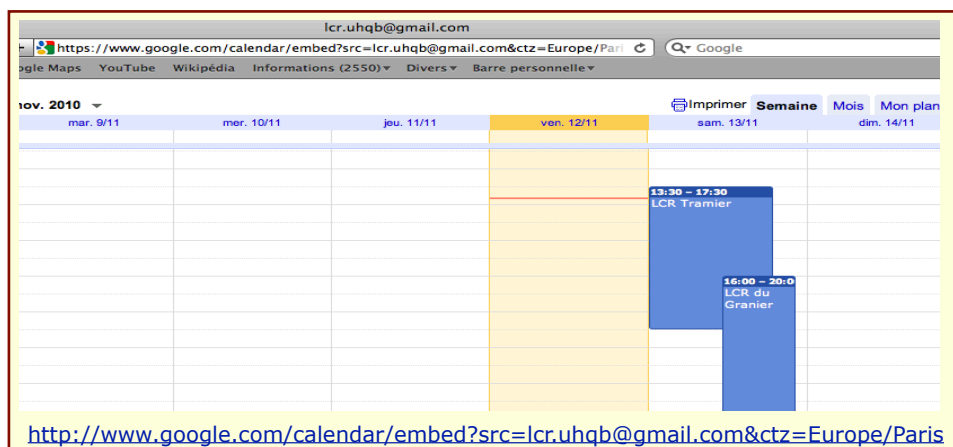 lcr.uhqb@gmail.com
https://www.google.com/calendar/embed?src=lcr.uhqb@gmail.com&ctz=Europe/Pari Google
ogle Maps YouTube Wikipédia Informations (2550) Divers Barre personnelle
nov. 2010 Imprimer Semaine Mois Mon plan
mar. 9/11 mer. 10/11 jeu. 11/11 ven. 12/11 sam. 13/11 dim. 14/11
13:30 – 17:30
LCR Tramier
16:00 – 20:0
LCR du
Granier
http://www.google.com/calendar/embed?src=lcr.uhqb@gmail.com&ctz=Europe/Paris